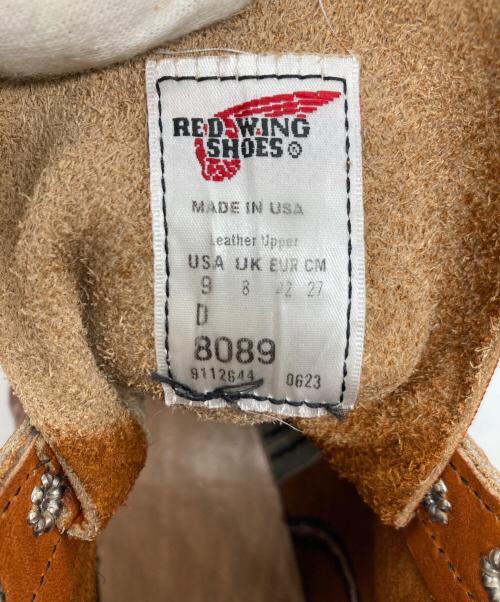 RED WING
SHOES ®
MADE IN USA
Leather Upper
USA UK EUR CM
9 8 42 27
D
8089
9112644 0623